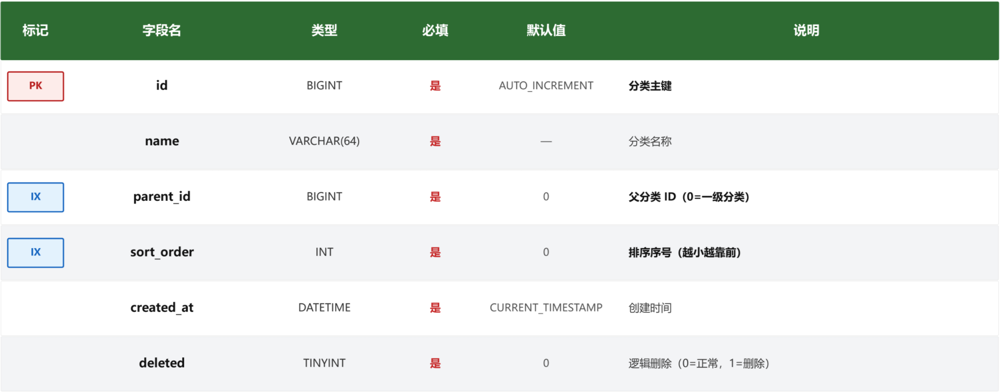 标记 字段名 类型 必填 默认值 说明
PK id BIGINT 是 AUTO_INCREMENT 分类主键
name VARCHAR(64) 是 — 分类名称
IX parent_id BIGINT 是 0 父分类 ID（0=一级分类）
IX sort_order INT 是 0 排序序号（越小越靠前）
created_at DATETIME 是 CURRENT_TIMESTAMP 创建时间
deleted TINYINT 是 0 逻辑删除（0=正常，1=删除）